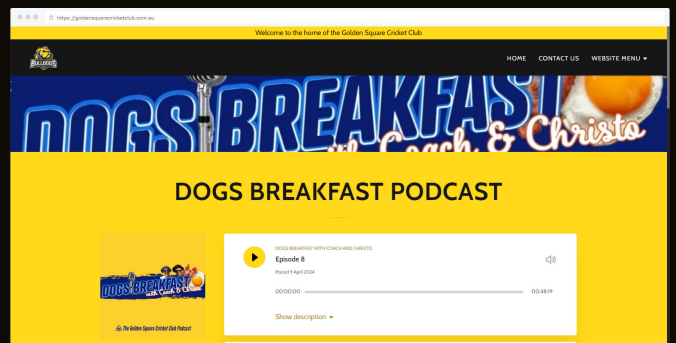 https://goldensquarecricketclub.com.au
Welcome to the home of the Golden Square Cricket Club
BULLDOGS
HOME CONTACT US WEBSITE MENU
DOGS BREAKFAST
with Coach & Christo
DOGS BREAKFAST PODCAST
DOGS BREAKFAST WITH COACH AND CHRISTO
Episode 8
Posted 9 April 2024
00:00:00 00:48:19
Show description
DOGS BREAKFAST
with Coach & Christo
The Golden Square Cricket Club Podcast